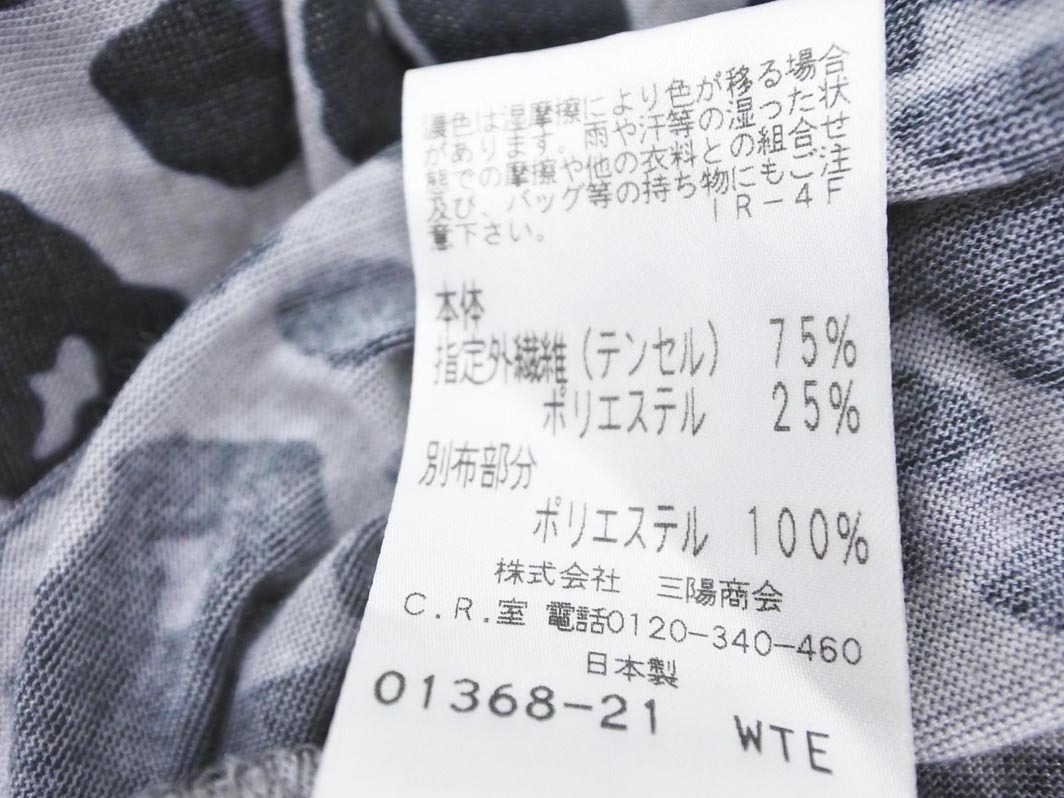 濃色は湿摩擦により色が移る場合
があります。雨や汗等の湿った状
態での摩擦や他の衣料との組合せ
及び、バッグ等の持ち物にもご注
意下さい。 IR-4F
本体
指定外繊維(テンセル) 75%
ポリエステル 25%
別布部分
ポリエステル 100%
株式会社 三陽商会
C.R.室 電話0120-340-460
日本製
01368-21 WTE